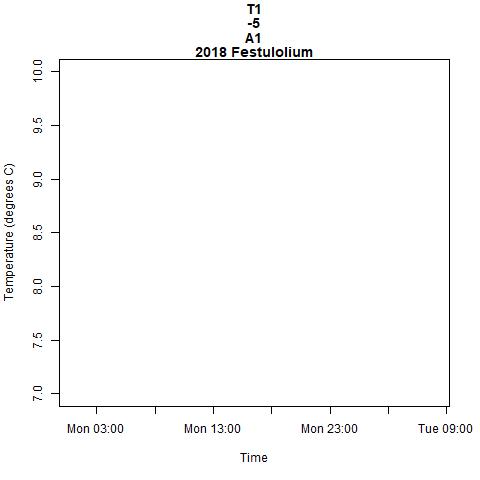 T1
-5
A1
2018 Festulolium
Temperature (degrees C)
10.0
9.5
9.0
8.5
8.0
7.5
7.0
Mon 03:00 Mon 13:00 Mon 23:00 Tue 09:00
Time